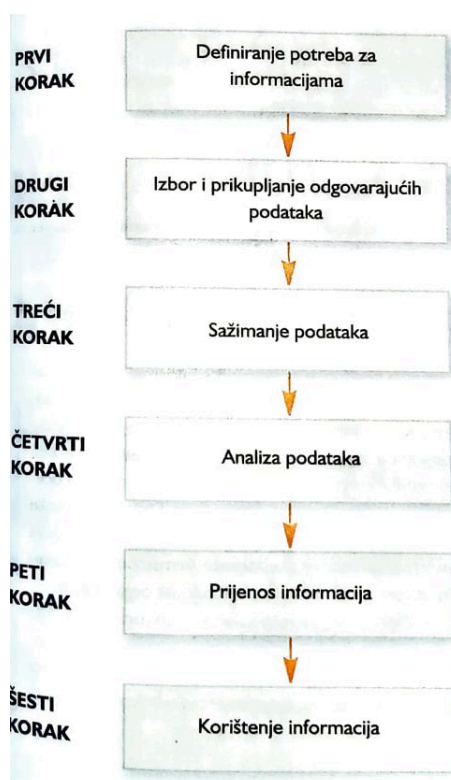 PRVI
KORAK
Definiranje potreba za
informacijama
DRUGI
KORAK
Izbor i prikupljanje odgovarajućih
podataka
TREĆI
KORAK
Sažimanje podataka
ČETVRTI
KORAK
Analiza podataka
PETI
KORAK
Prijenos informacija
ŠESTI
KORAK
Korištenje informacija